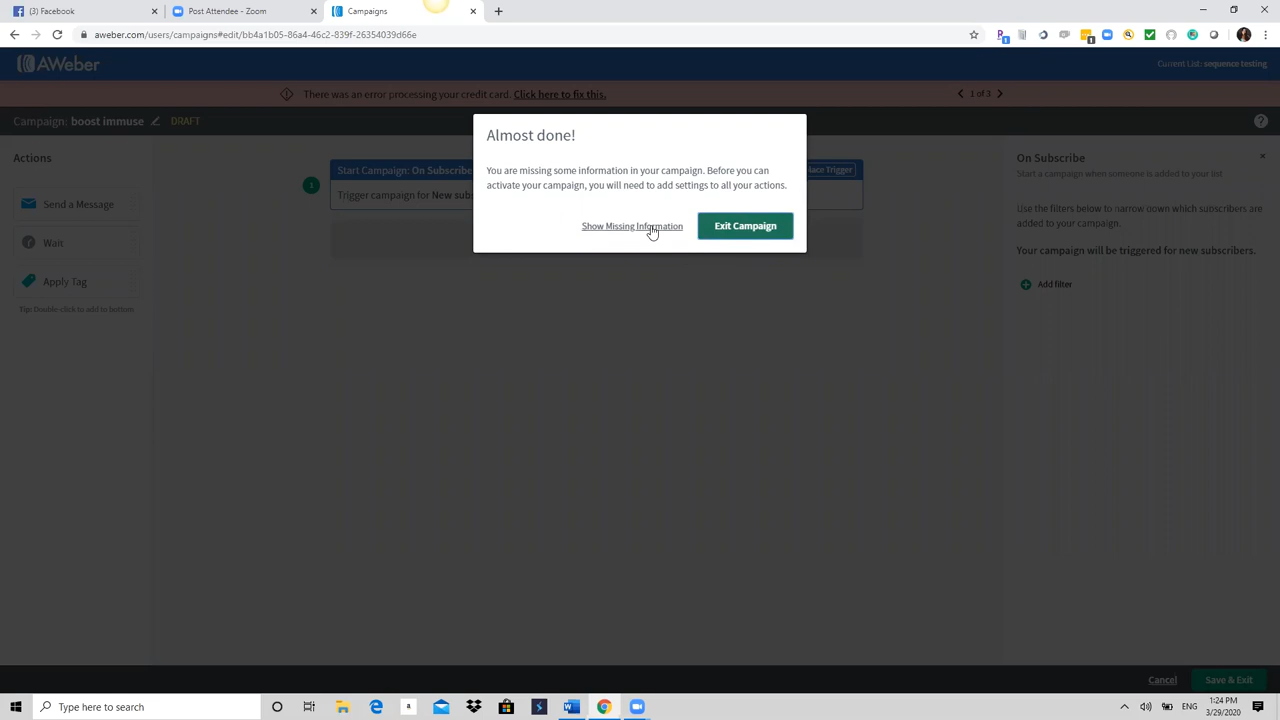 (3) Facebook
Post Attendee - Zoom
Campaigns
aweber.com/users/campaigns#edit/bb4a1b05-86a4-46c2-839f-26354039d66e
AWeber
Current List: sequence testing
There was an error processing your credit card. Click here to fix this.
1 of 3
Campaign: boost immuse
DRAFT
Actions
Send a Message
Wait
Apply Tag
Tip: Double-click to add to bottom
1
Start Campaign: On Subscribe
Trigger campaign for New subs
lace Trigger
Almost done!
You are missing some information in your campaign. Before you
can activate your campaign, you will need to add settings to all your actions.
Show Missing Information
Exit Campaign
On Subscribe
Start a campaign when someone is added to your list
Use the filters below to narrow down which subscribers are
added to your campaign.
Your campaign will be triggered for new subscribers.
Add filter
Cancel
Save & Exit
Type here to search
ENG
1:24 PM
3/29/2020